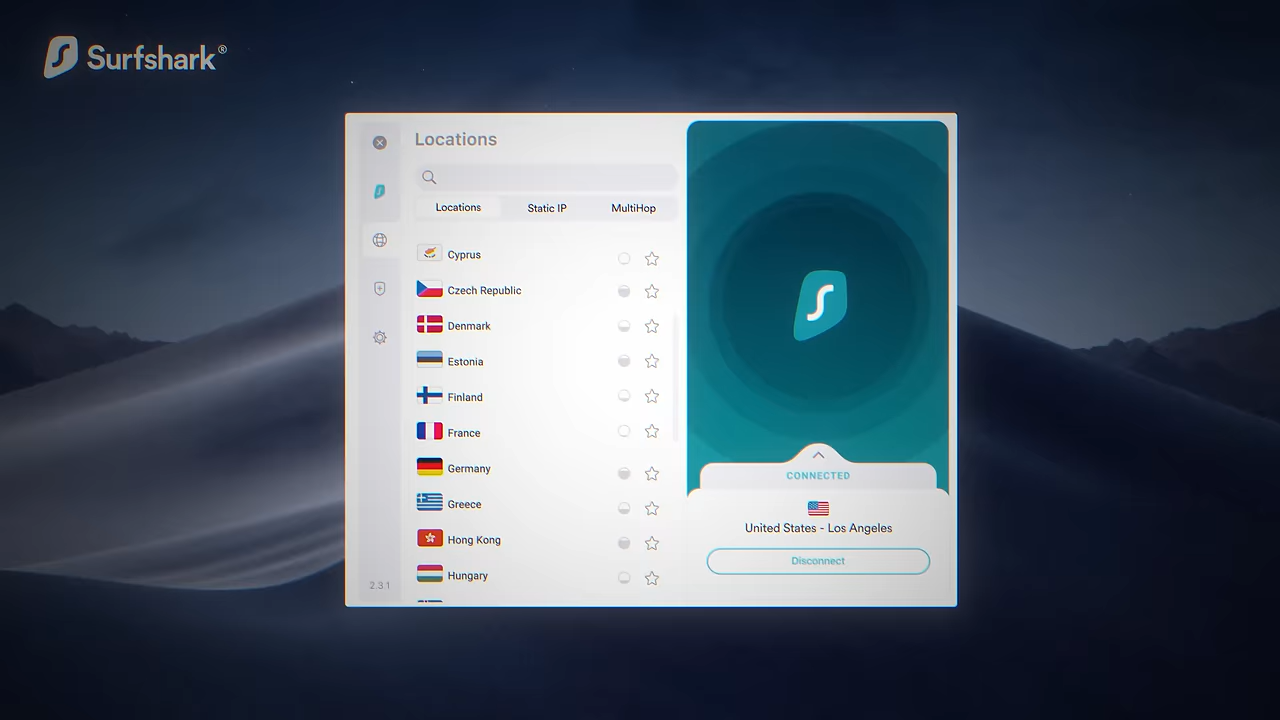 Surfshark®
Locations
Locations
Static IP
MultiHop
Cyprus
Czech Republic
Denmark
Estonia
Finland
France
Germany
Greece
Hong Kong
Hungary
2.3.1
CONNECTED
United States - Los Angeles
Disconnect